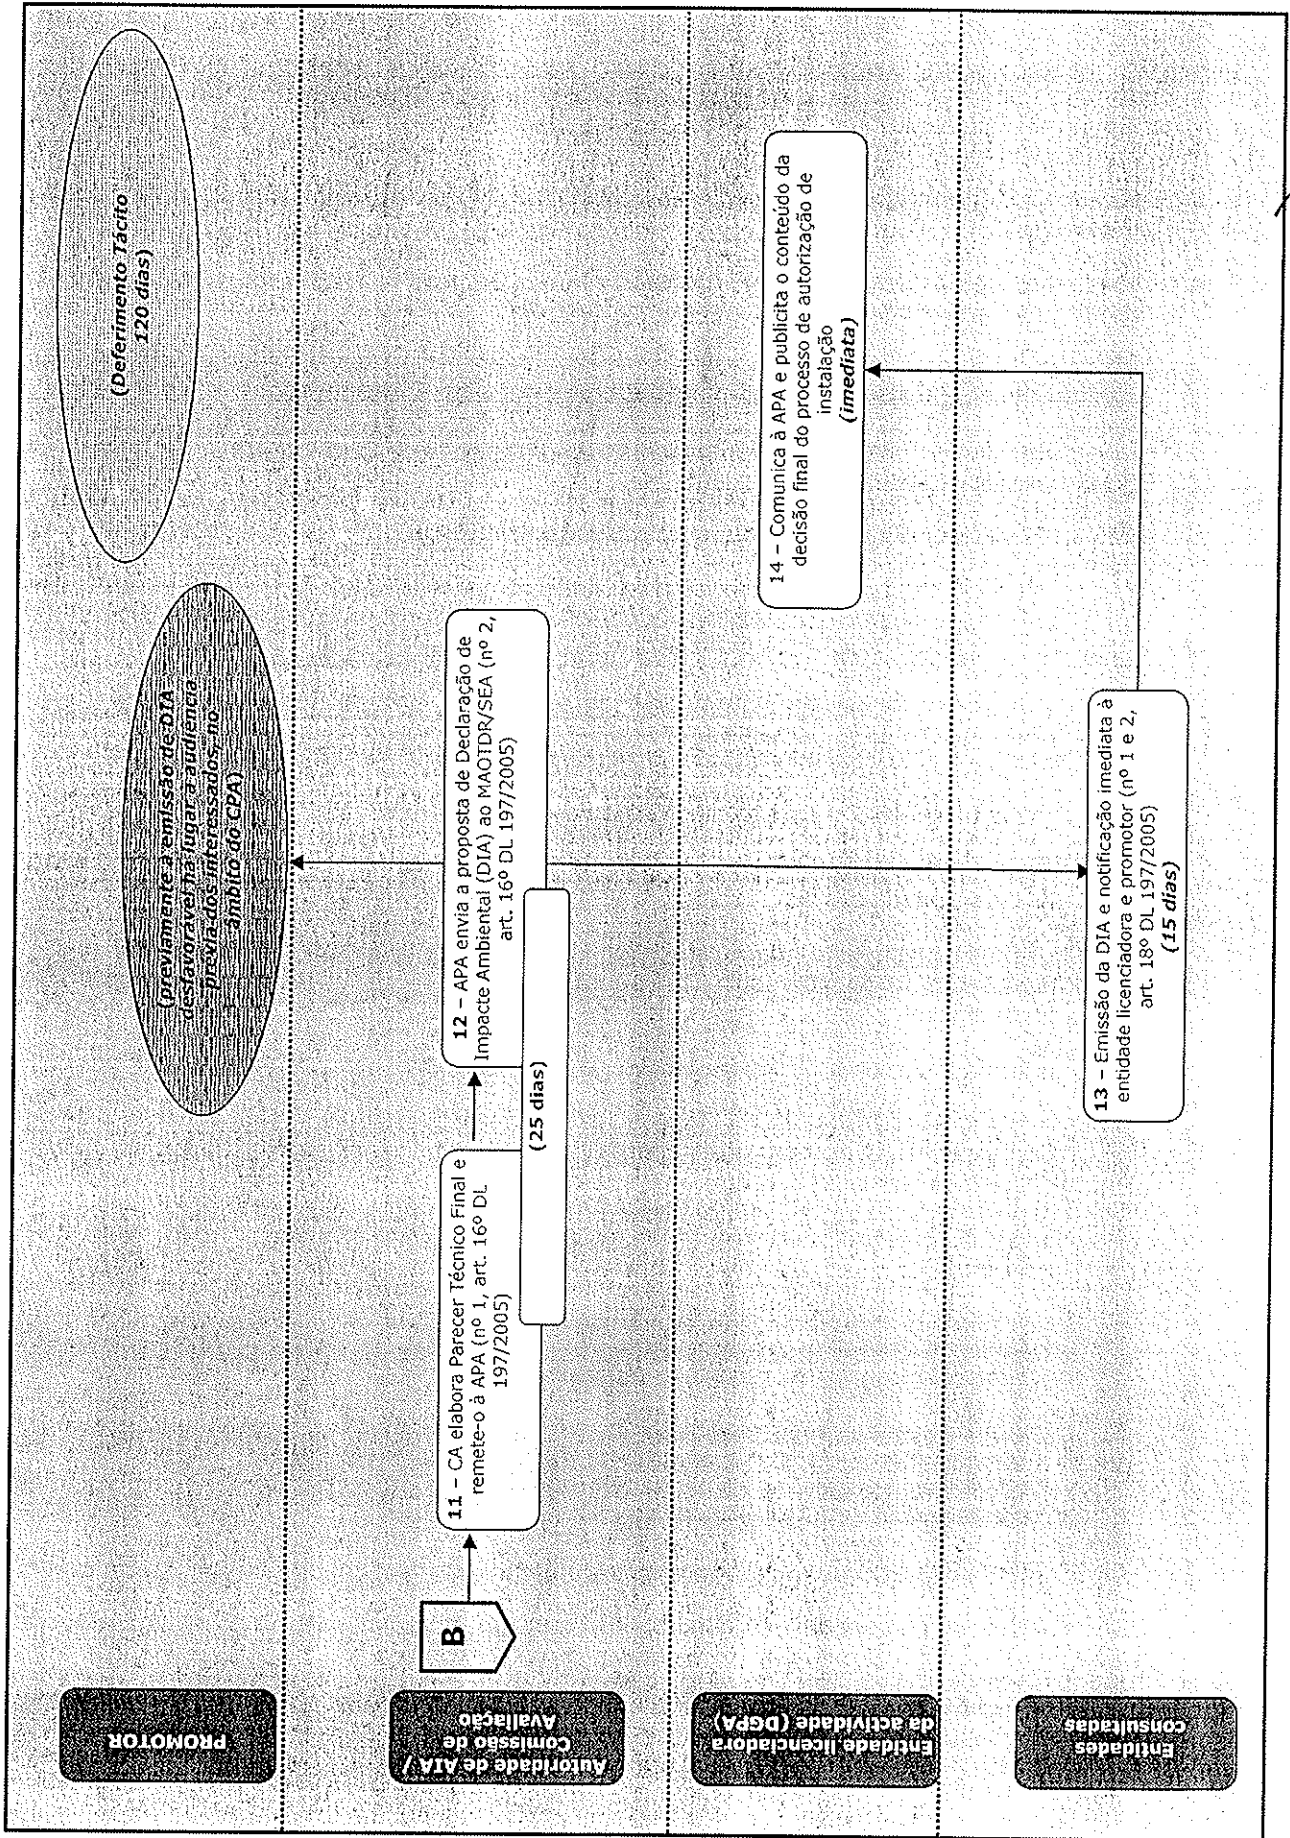 PROMOTOR
(previamente à emissão de DIA
desfavorável há lugar a audiência
prévia dos interessados, no
âmbito do CPA)
(Deferimento Tácito
120 dias)
Autoridade de AIA /
Comissão de
Avaliação
B
11 – CA elabora Parecer Técnico Final e
remete-o à APA (nº 1, art. 16º DL
197/2005)
12 – APA envia a proposta de Declaração de
Impacte Ambiental (DIA) ao MAOTDR/SEA (nº 2,
art. 16º DL 197/2005)
(25 dias)
Entidade licenciadora
da actividade (DGPA)
14 – Comunica à APA e publicita o conteúdo da
decisão final do processo de autorização de
instalação
(imediata)
Entidades
consultadas
13 – Emissão da DIA e notificação imediata à
entidade licenciadora e promotor (nº 1 e 2,
art. 18º DL 197/2005)
(15 dias)